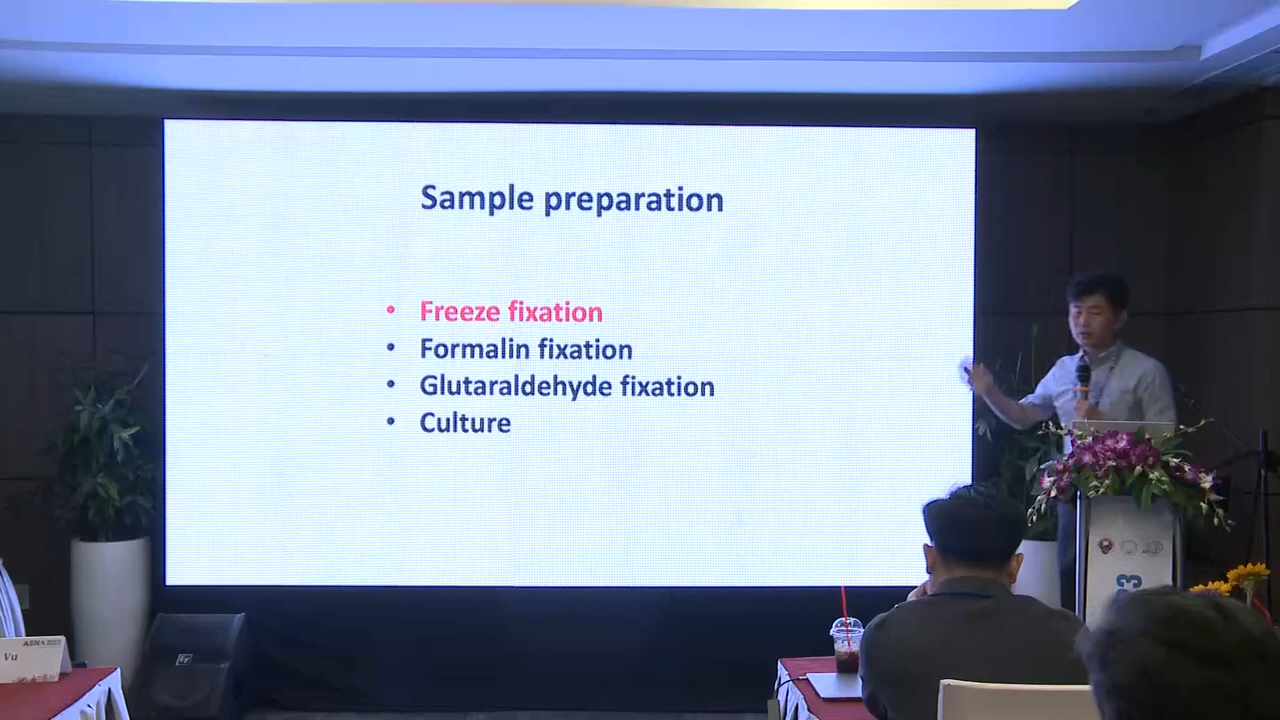 Sample preparation
• Freeze fixation
• Formalin fixation
• Glutaraldehyde fixation
• Culture
Vu